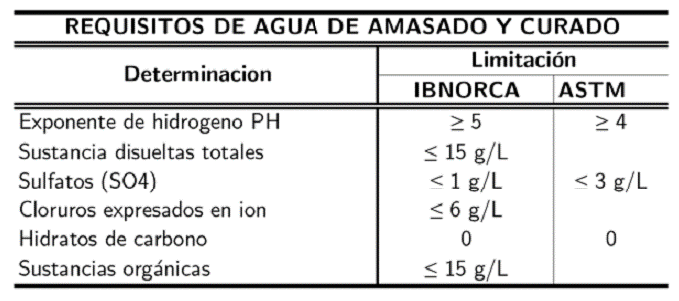 REQUISITOS DE AGUA DE AMASADO Y CURADO
Determinacion Limitación
IBNORCA ASTM
Exponente de hidrogeno PH ≥ 5 ≥ 4
Sustancia disueltas totales ≤ 15 g/L
Sulfatos (SO4) ≤ 1 g/L ≤ 3 g/L
Cloruros expresados en ion ≤ 6 g/L
Hidratos de carbono 0 0
Sustancias orgánicas ≤ 15 g/L